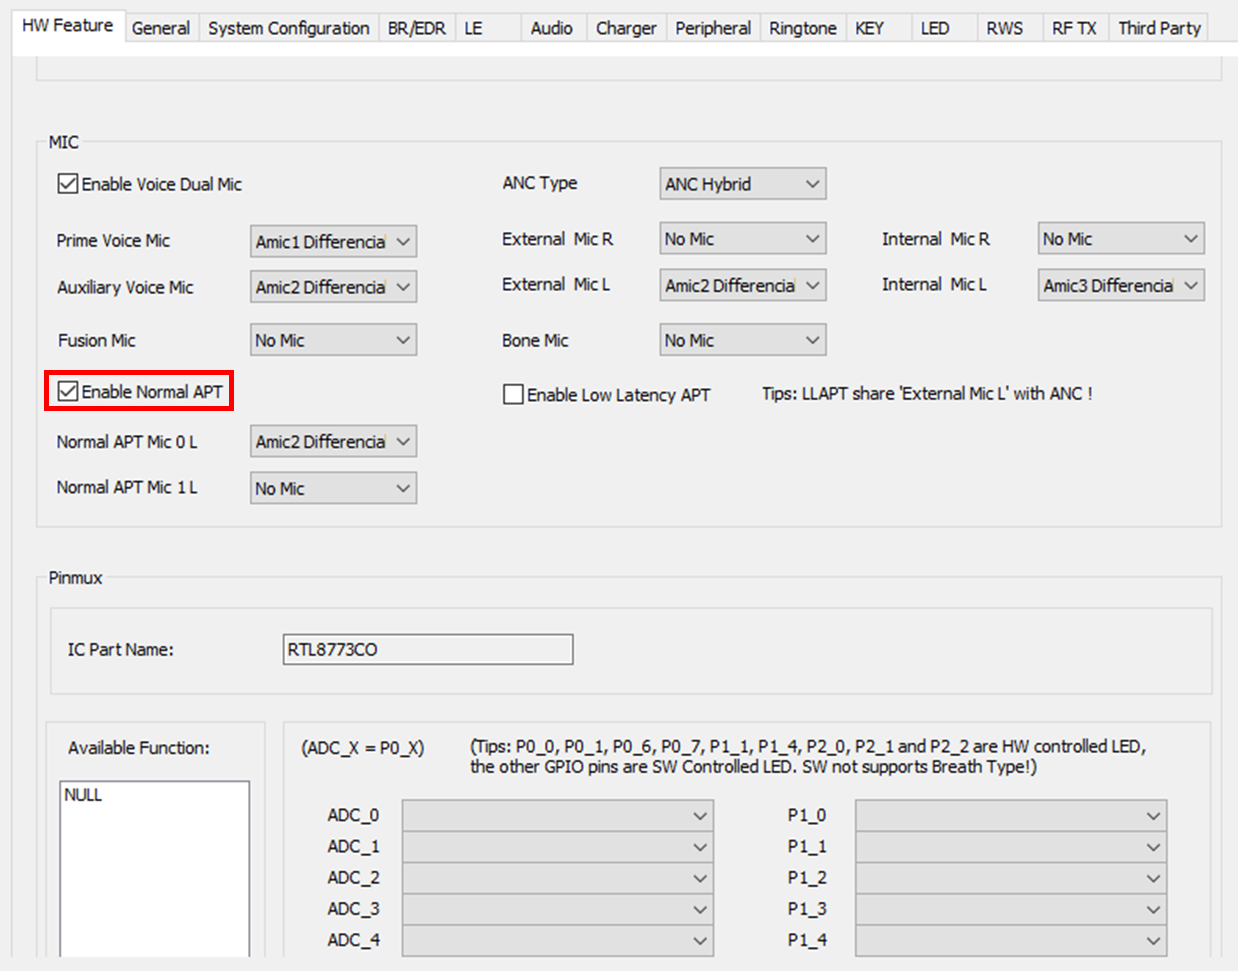 HW Feature General System Configuration BR/EDR LE Audio Charger Peripheral Ringtone KEY LED RWS RF TX Third Party
MIC
Enable Voice Dual Mic ANC Type ANC Hybrid
Prime Voice Mic Amic1 Differencial External Mic R No Mic Internal Mic R No Mic
Auxiliary Voice Mic Amic2 Differencial External Mic L Amic2 Differencial Internal Mic L Amic3 Differencial
Fusion Mic No Mic Bone Mic No Mic
Enable Normal APT Enable Low Latency APT Tips: LLAPT share 'External Mic L' with ANC !
Normal APT Mic 0 L Amic2 Differencial
Normal APT Mic 1 L No Mic
Pinmux
IC Part Name: RTL8773CO
Available Function: (ADC_X = P0_X) (Tips: P0_0, P0_1, P0_6, P0_7, P1_1, P1_4, P2_0, P2_1 and P2_2 are HW controlled LED,
the other GPIO pins are SW Controlled LED. SW not supports Breath Type!)
NULL
ADC_0 P1_0
ADC_1 P1_1
ADC_2 P1_2
ADC_3 P1_3
ADC_4 P1_4